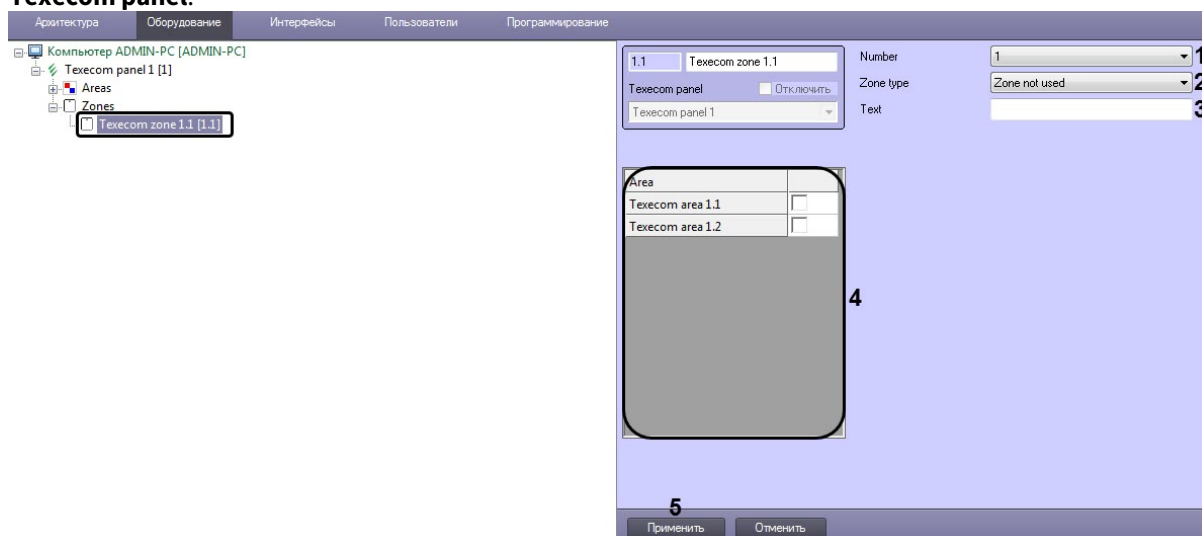 Texecom panel.
Архитектура Оборудование Интерфейсы Пользователи Программирование
Компьютер ADMIN-PC [ADMIN-PC]
Texecom panel 1 [1]
Areas
Zones
Texecom zone 1.1 [1.1]
1.1 Texecom zone 1.1
Texecom panel Отключить
Texecom panel 1
Number 1 1
Zone type Zone not used 2
Text 3
Area
Texecom area 1.1
Texecom area 1.2
4
5
Применить Отменить